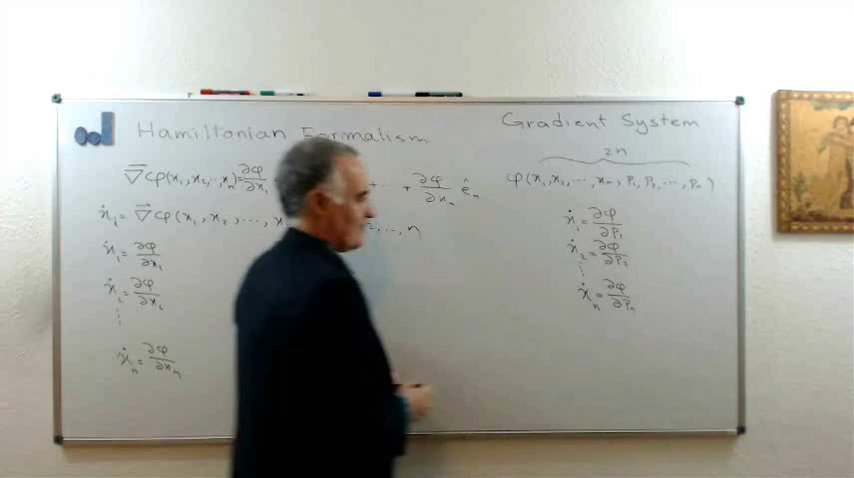 Hamiltonian Formalism
∇⃗φ(x₁,x₂,…,xₙ)=∂φ/∂x₁ +…+ ∂φ/∂xₙ êₙ
ẋᵢ = ∇⃗φ(x₁,x₂,…, x ₂,…,n
ẋ₁ = ∂φ/∂x₁
ẋ₂ = ∂φ/∂x₂
⋮
ẋₙ = ∂φ/∂xₙ
Gradient System
2n
φ(x₁,x₂,…,xₙ,p₁,p₂,…,pₙ)
ẋ₁ = ∂φ/∂p₁
ẋ₂ = ∂φ/∂p₂
⋮
ẋₙ = ∂φ/∂pₙ